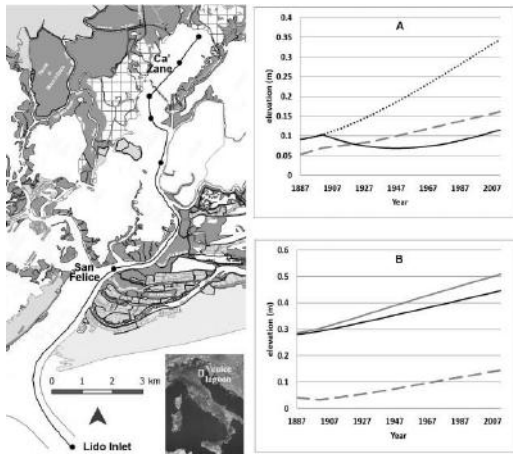 Ca'
Zane
San
Felice
0 1 2 3 km
Lido Inlet
Venice
lagoon
A
elevation (m)
0.4
0.35
0.3
0.25
0.2
0.15
0.1
0.05
0
1887 1907 1927 1947 1967 1987 2007
Year
B
elevation (m)
0.6
0.5
0.4
0.3
0.2
0.1
0
1887 1907 1927 1947 1967 1987 2007
Year